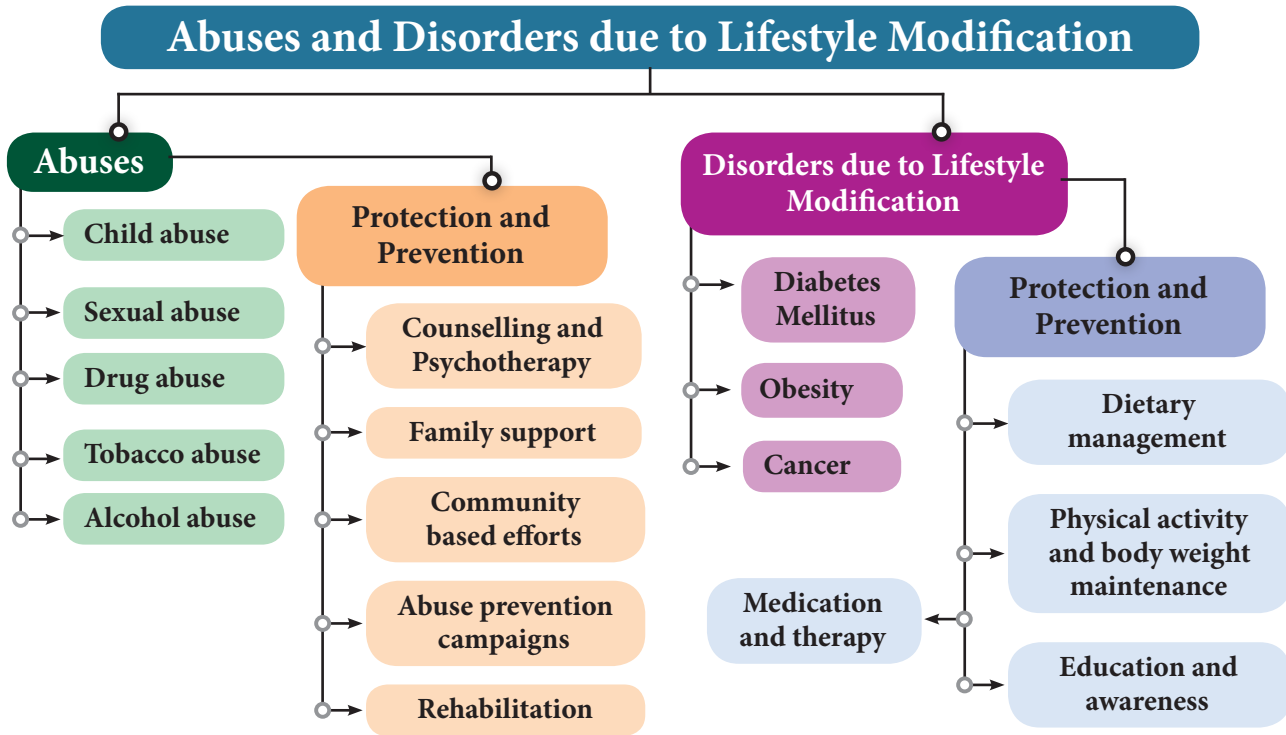 Abuses and Disorders due to Lifestyle Modification
Abuses
Child abuse
Sexual abuse
Drug abuse
Tobacco abuse
Alcohol abuse
Protection and
Prevention
Counselling and
Psychotherapy
Family support
Community
based efforts
Abuse prevention
campaigns
Rehabilitation
Disorders due to Lifestyle
Modification
Diabetes
Mellitus
Obesity
Cancer
Protection and
Prevention
Dietary
management
Physical activity
and body weight
maintenance
Medication
and therapy
Education and
awareness